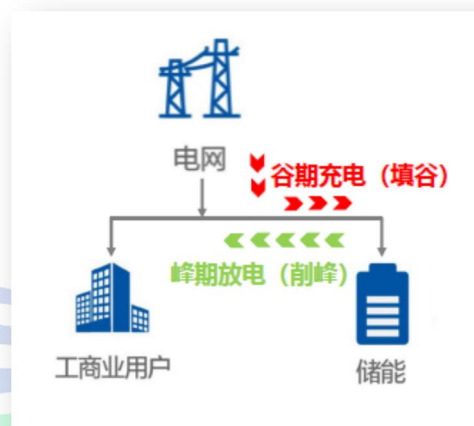 电网
谷期充电（填谷）
峰期放电（削峰）
工商业用户
储能